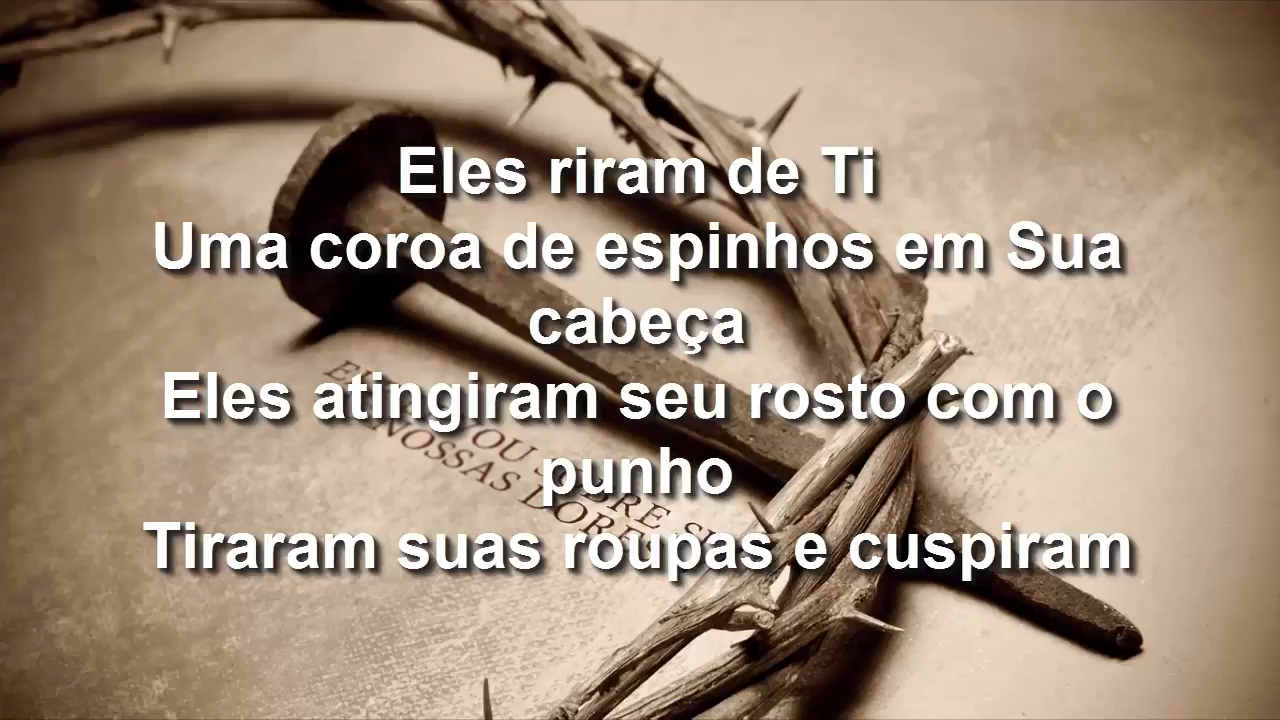 Eles riram de Ti
Uma coroa de espinhos em Sua
cabeça
Eles atingiram seu rosto com o
punho
Tiraram suas roupas e cuspiram
NOSSAS